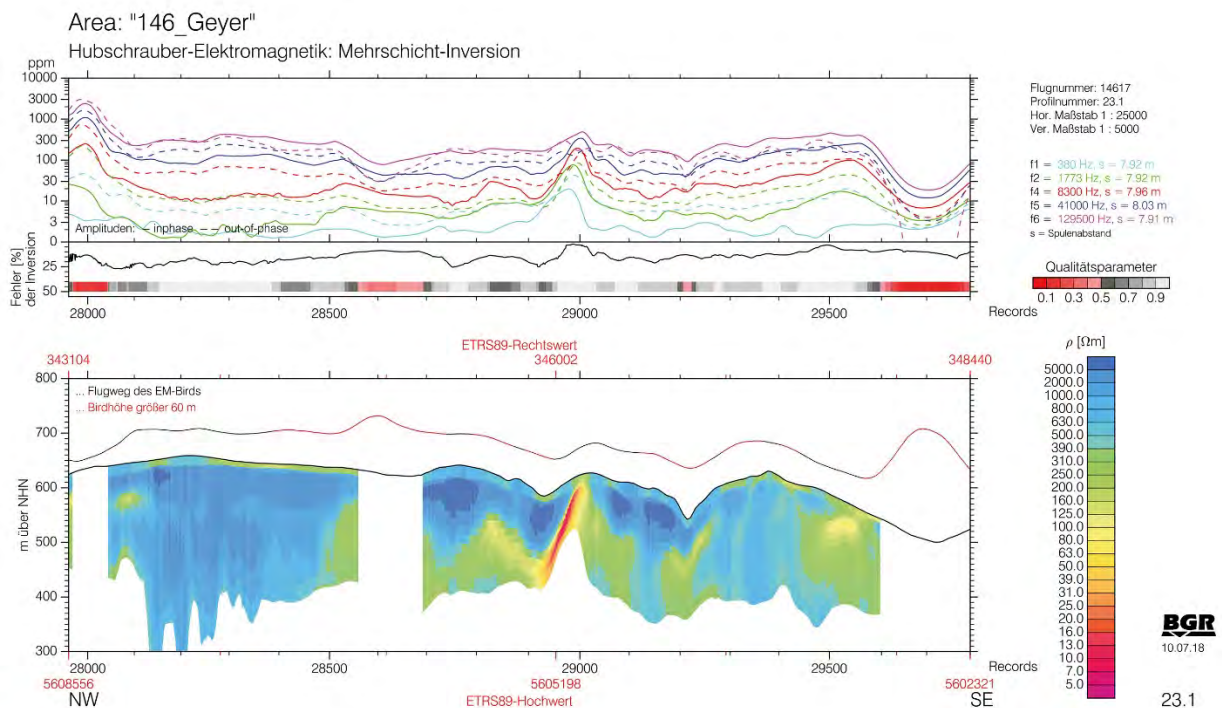 Area: "146_Geyer"
Hubschrauber-Elektromagnetik: Mehrschicht-Inversion
ppm
10000
3000
1000
300
100
30
10
3
0
Amplituden: inphase out-of-phase
Fehler [%]
der Inversion
25
50
28000 28500 29000 29500 Records
Flugnummer: 14617
Profilnummer: 23.1
Hor. Maßstab 1 : 25000
Ver. Maßstab 1 : 5000
f1 = 380 Hz, s = 7.92 m
f2 = 1773 Hz, s = 7.92 m
f4 = 8300 Hz, s = 7.96 m
f5 = 41000 Hz, s = 8.03 m
f6 = 129500 Hz, s = 7.91 m
s = Spulenabstand
Qualitätsparameter
0.1 0.3 0.5 0.7 0.9
ETRS89-Rechtswert
343104 346002 348440
... Flugweg des EM-Birds
... Birdhöhe größer 60 m
m über NHN
800
700
600
500
400
300
28000 28500 29000 29500 Records
5608556 5605198 5602321
NW ETRS89-Hochwert SE
ρ [Ωm]
5000.0
2000.0
1000.0
800.0
630.0
500.0
390.0
310.0
250.0
200.0
160.0
125.0
100.0
80.0
63.0
50.0
39.0
31.0
25.0
20.0
16.0
13.0
10.0
7.0
5.0
BGR
10.07.18
23.1